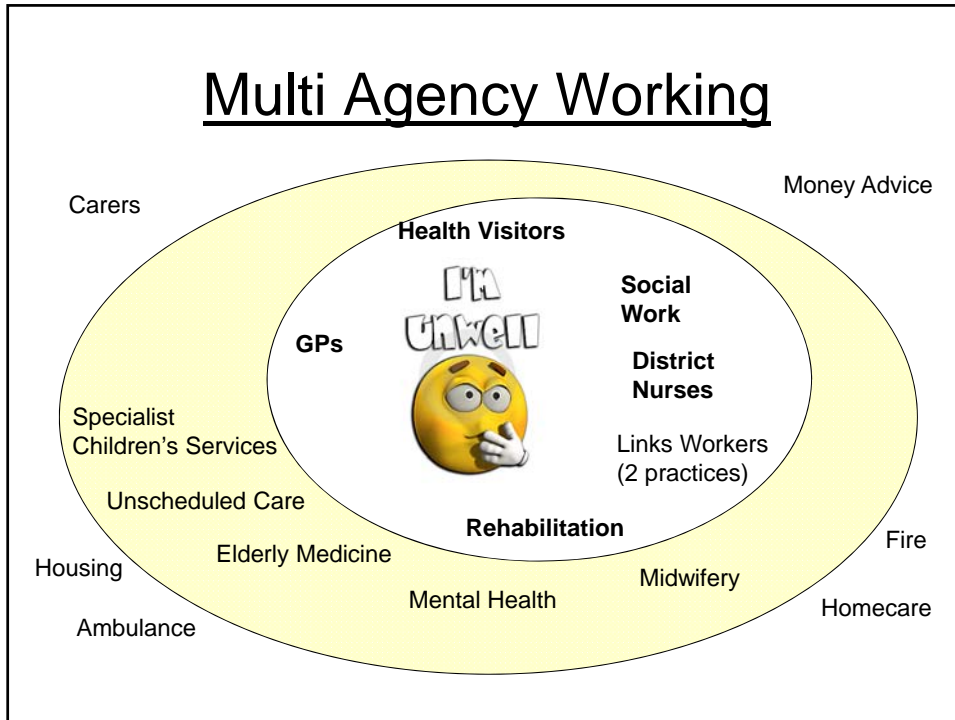 Multi Agency Working
Carers
Money Advice
Health Visitors
I'm
Unwell
Social
Work
GPs
District
Nurses
Specialist
Children's Services
Links Workers
(2 practices)
Unscheduled Care
Rehabilitation
Elderly Medicine
Fire
Housing
Midwifery
Mental Health
Homecare
Ambulance